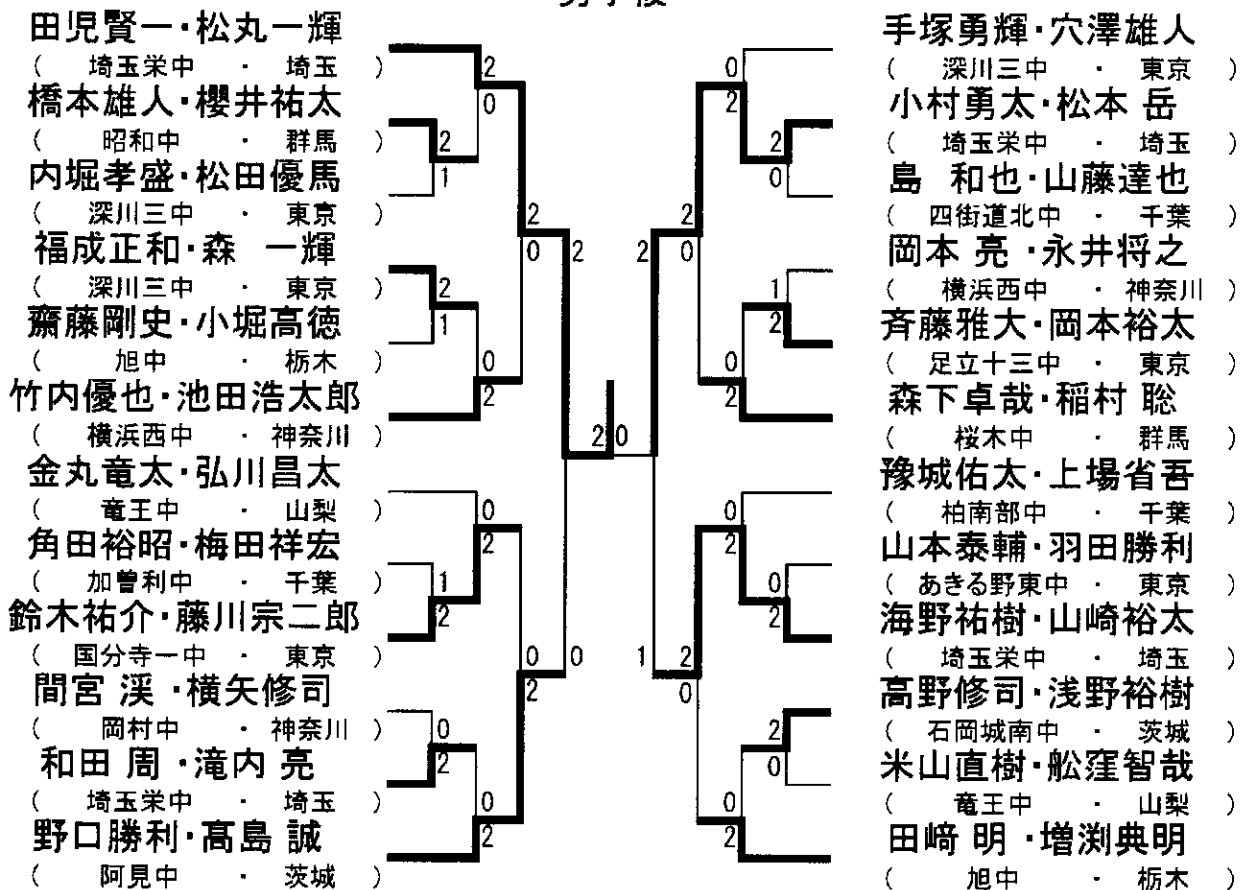 田児賢一・松丸一輝
( 埼玉栄中 ・ 埼玉 )
橋本雄人・櫻井祐太
( 昭和中 ・ 群馬 )
内堀孝盛・松田優馬
( 深川三中 ・ 東京 )
福成正和・森 一輝
( 深川三中 ・ 東京 )
齋藤剛史・小堀高徳
( 旭中 ・ 栃木 )
竹内優也・池田浩太郎
( 横浜西中 ・ 神奈川 )
金丸竜太・弘川昌太
( 竜王中 ・ 山梨 )
角田裕昭・梅田祥宏
( 加曽利中 ・ 千葉 )
鈴木祐介・藤川宗二郎
( 国分寺一中 ・ 東京 )
間宮 渓・横矢修司
( 岡村中 ・ 神奈川 )
和田 周・滝内 亮
( 埼玉栄中 ・ 埼玉 )
野口勝利・髙島 誠
( 阿見中 ・ 茨城 )
2
0
2
1
2
0
2
1
0
2
2
0
2
1
2
0
0
2
0
2
0
2
2 0
0
2
2
0
2
0
2
1
2
0
2
1
0
2
0
2
2
0
2
0
0
2
手塚勇輝・穴澤雄人
( 深川三中 ・ 東京 )
小村勇太・松本 岳
( 埼玉栄中 ・ 埼玉 )
島 和也・山藤達也
( 四街道北中 ・ 千葉 )
岡本 亮・永井将之
( 横浜西中 ・ 神奈川 )
斉藤雅大・岡本裕太
( 足立十三中 ・ 東京 )
森下卓哉・稲村 聡
( 桜木中 ・ 群馬 )
豫城佑太・上場省吾
( 柏南部中 ・ 千葉 )
山本泰輔・羽田勝利
( あきる野東中 ・ 東京 )
海野祐樹・山崎裕太
( 埼玉栄中 ・ 埼玉 )
高野修司・浅野裕樹
( 石岡城南中 ・ 茨城 )
米山直樹・舩窪智哉
( 竜王中 ・ 山梨 )
田﨑 明・増渕典明
( 旭中 ・ 栃木 )